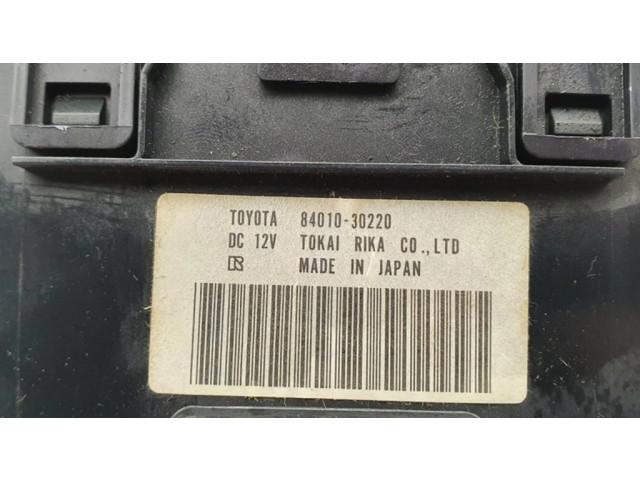 TOYOTA 84010-30220
DC 12V TOKAI RIKA CO.,LTD
MADE IN JAPAN